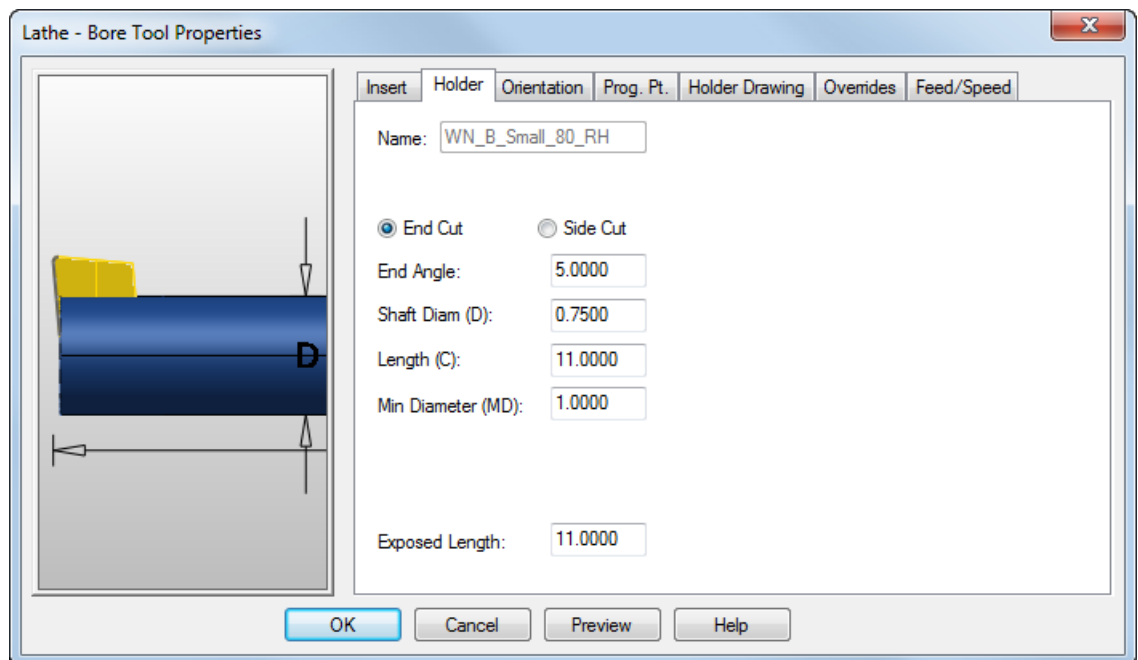 Lathe - Bore Tool Properties
Insert Holder Orientation Prog. Pt. Holder Drawing Overrides Feed/Speed
Name: WN_B_Small_80_RH
End Cut Side Cut
End Angle: 5.0000
Shaft Diam (D): 0.7500
D
Length (C): 11.0000
Min Diameter (MD): 1.0000
Exposed Length: 11.0000
OK Cancel Preview Help